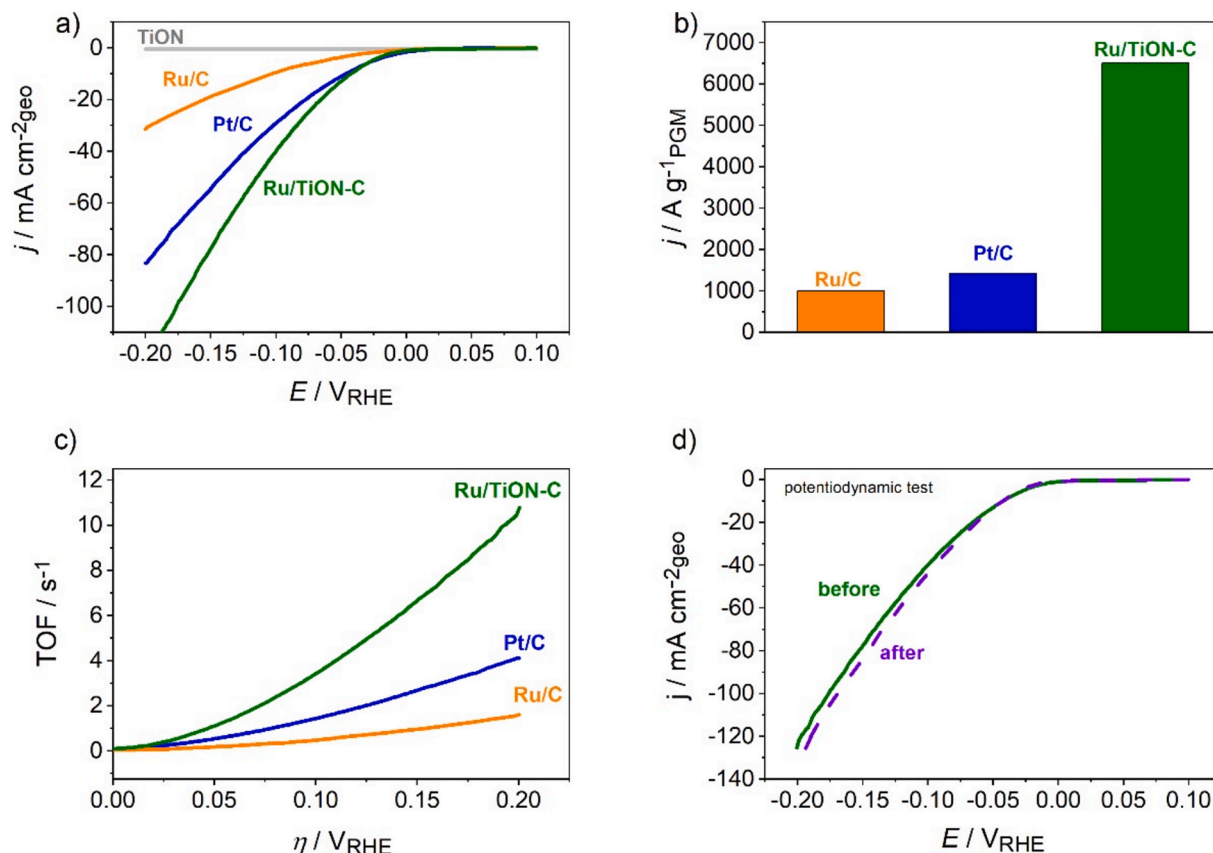 a)
TiON
Ru/C
Pt/C
Ru/TiON-C
0
-20
-40
-60
-80
-100
j / mA cm-2geo
-0.20 -0.15 -0.10 -0.05 0.00 0.05 0.10
E / VRHE
b)
Ru/TiON-C
Pt/C
Ru/C
7000
6000
5000
4000
3000
2000
1000
0
j / A g-1PGM
c)
Ru/TiON-C
Pt/C
Ru/C
12
10
8
6
4
2
0
TOF / s-1
0.00 0.05 0.10 0.15 0.20
η / VRHE
d)
potentiodynamic test
before
after
0
-20
-40
-60
-80
-100
-120
-140
j / mA cm-2geo
-0.20 -0.15 -0.10 -0.05 0.00 0.05 0.10
E / VRHE